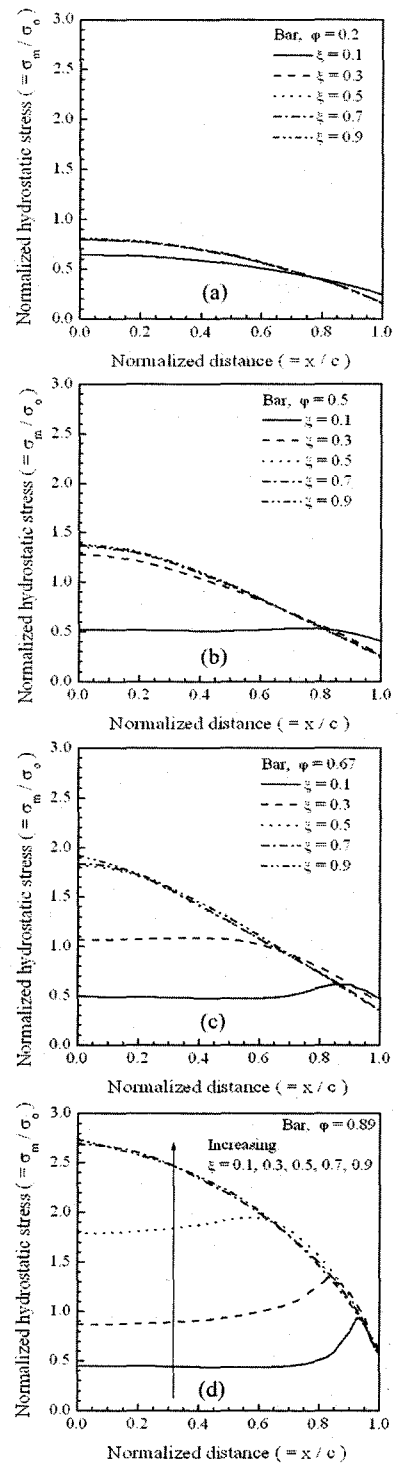 Bar, φ = 0.2
ξ = 0.1
ξ = 0.3
ξ = 0.5
ξ = 0.7
ξ = 0.9
3.0
2.5
2.0
1.5
1.0
0.5
0.0
Normalized hydrostatic stress ( = σm / σo )
(a)
0.0 0.2 0.4 0.6 0.8 1.0
Normalized distance ( = x / c )
Bar, φ = 0.5
ξ = 0.1
ξ = 0.3
ξ = 0.5
ξ = 0.7
ξ = 0.9
3.0
2.5
2.0
1.5
1.0
0.5
0.0
Normalized hydrostatic stress ( = σm / σo )
(b)
0.0 0.2 0.4 0.6 0.8 1.0
Normalized distance ( = x / c )
Bar, φ = 0.67
ξ = 0.1
ξ = 0.3
ξ = 0.5
ξ = 0.7
ξ = 0.9
3.0
2.5
2.0
1.5
1.0
0.5
0.0
Normalized hydrostatic stress ( = σm / σo )
(c)
0.0 0.2 0.4 0.6 0.8 1.0
Normalized distance ( = x / c )
Bar, φ = 0.89
Increasing
ξ = 0.1, 0.3, 0.5, 0.7, 0.9
3.0
2.5
2.0
1.5
1.0
0.5
0.0
Normalized hydrostatic stress ( = σm / σo )
(d)
0.0 0.2 0.4 0.6 0.8 1.0
Normalized distance ( = x / c )